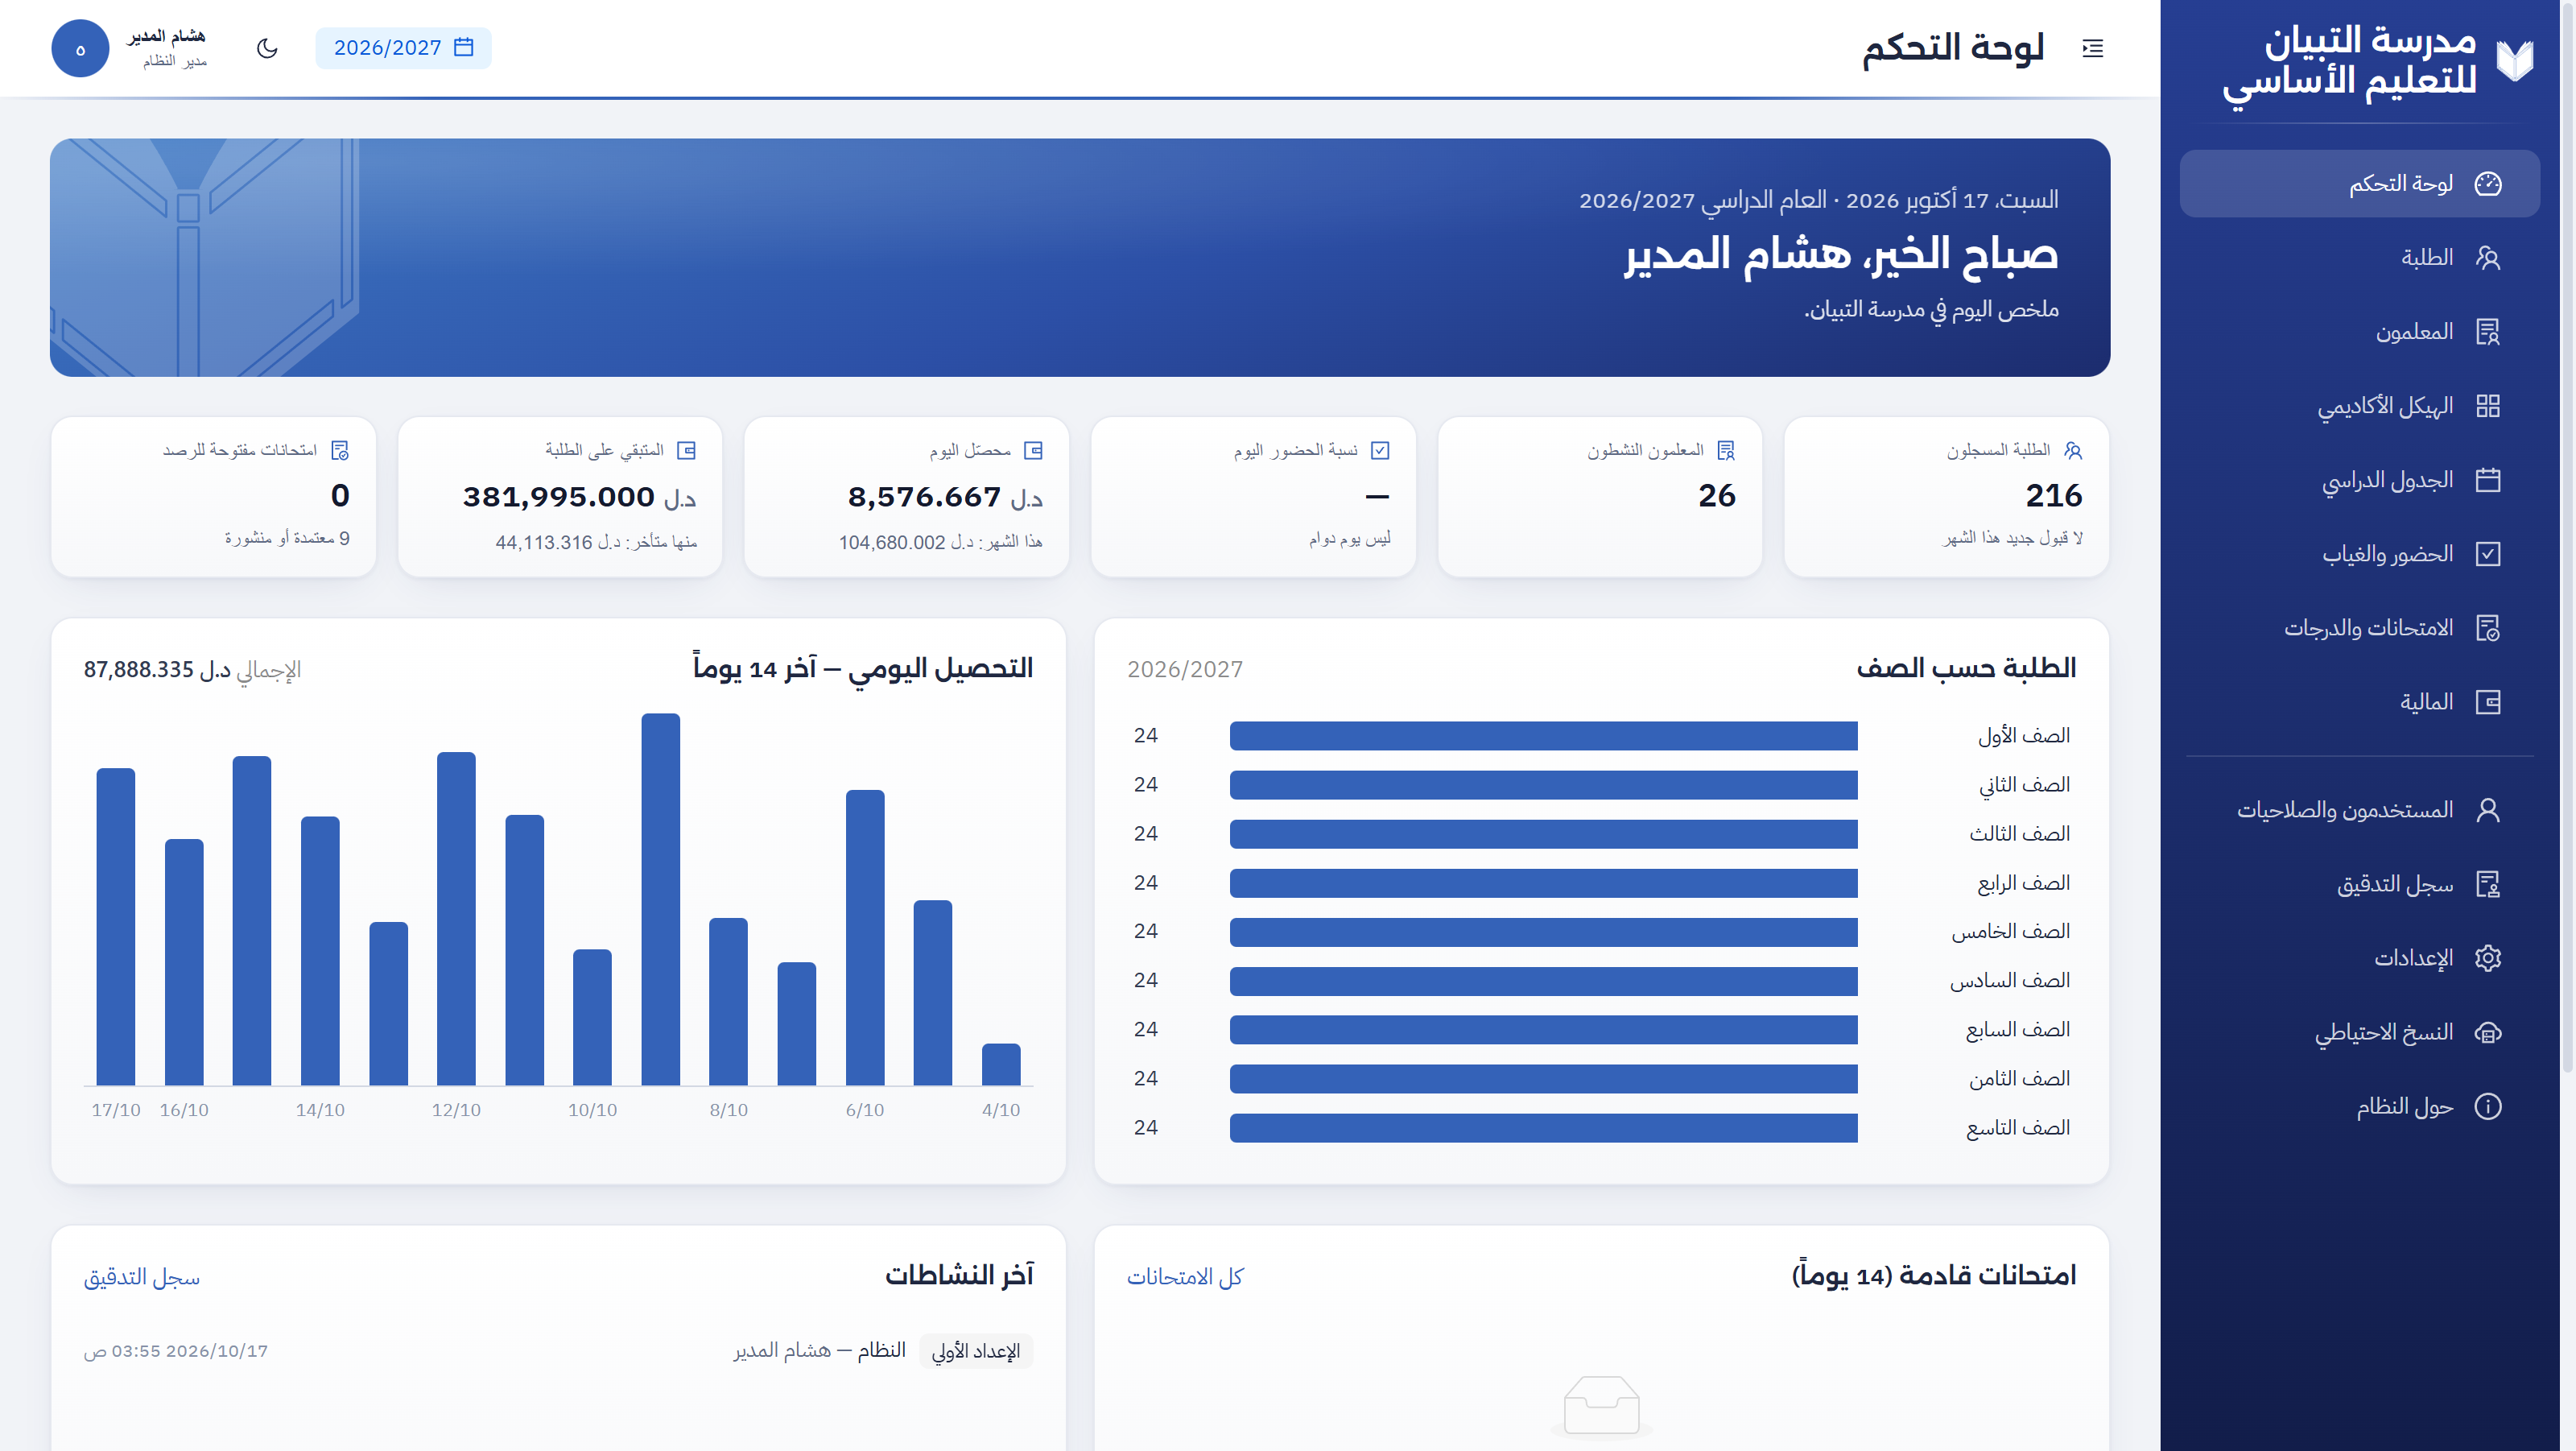 مدرسة التبيان
للتعليم الأساسي
لوحة التحكم
الطلبة
المعلمون
الهيكل الأكاديمي
الجدول الدراسي
الحضور والغياب
الامتحانات والدرجات
المالية
المستخدمون والصلاحيات
سجل التدقيق
الإعدادات
النسخ الاحتياطي
حول النظام
لوحة التحكم
2026/2027
هشام المدير
مدير النظام
ه
السبت، 17 أكتوبر 2026 · العام الدراسي 2026/2027
صباح الخير، هشام المدير
ملخص اليوم في مدرسة التبيان.
الطلبة المسجلون
216
لا قبول جديد هذا الشهر
المعلمون النشطون
26
نسبة الحضور اليوم
—
ليس يوم دوام
محصّل اليوم
د.ل 8,576.667
هذا الشهر: د.ل 104,680.002
المتبقي على الطلبة
د.ل 381,995.000
منها متأخر: د.ل 44,113.316
امتحانات مفتوحة للرصد
0
9 معتمدة أو منشورة
الطلبة حسب الصف 2026/2027
الصف الأول 24
الصف الثاني 24
الصف الثالث 24
الصف الرابع 24
الصف الخامس 24
الصف السادس 24
الصف السابع 24
الصف الثامن 24
الصف التاسع 24
التحصيل اليومي — آخر 14 يوماً
الإجمالي د.ل 87,888.335
4/10 6/10 8/10 10/10 12/10 14/10 16/10 17/10
امتحانات قادمة (14 يوماً) كل الامتحانات
آخر النشاطات سجل التدقيق
الإعداد الأولي النظام — هشام المدير 2026/10/17 03:55 ص